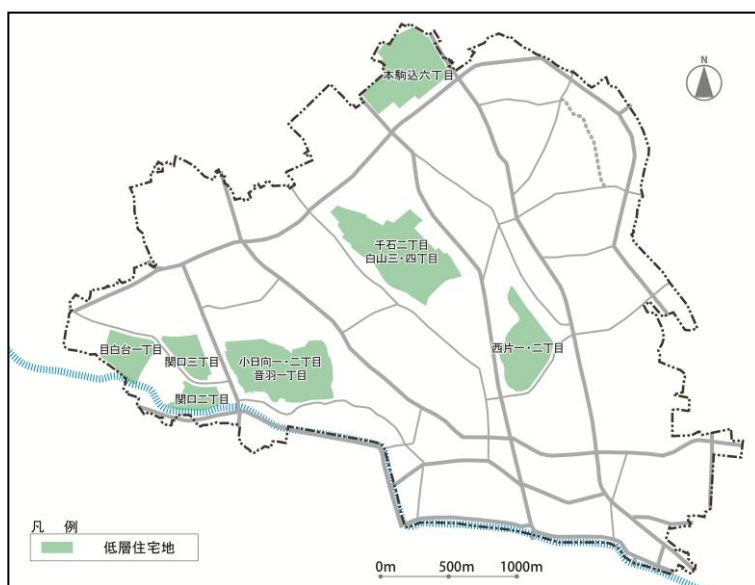 本駒込六丁目
N
千石二丁目
白山三・四丁目
目白台一丁目
関口三丁目
小日向一・二丁目
音羽一丁目
西片一・二丁目
関口二丁目
凡 例
低層住宅地
0m 500m 1000m